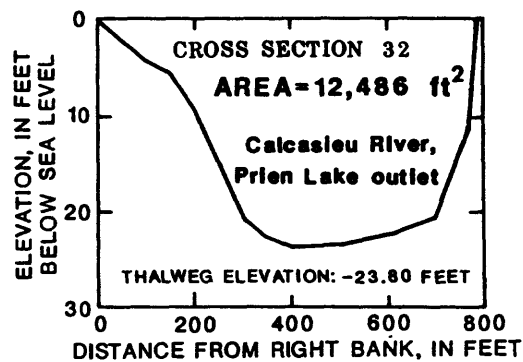 CROSS SECTION 32
AREA=12,486 ft2
Calcasieu River,
Prien Lake outlet
THALWEG ELEVATION: -23.80 FEET
ELEVATION, IN FEET
BELOW SEA LEVEL
0
10
20
30
0 200 400 600 800
DISTANCE FROM RIGHT BANK, IN FEET